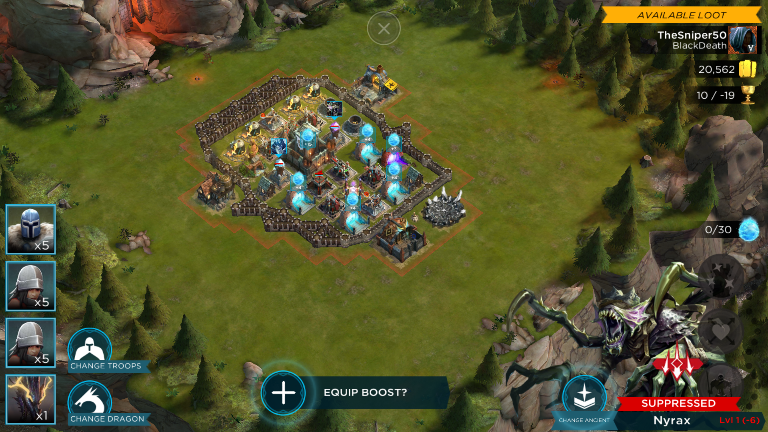 AVAILABLE LOOT
TheSniper50
BlackDeath
20,562
10 / -19
0/30
x5
x5
x5
x1
CHANGE TROOPS
CHANGE DRAGON
EQUIP BOOST?
CHANGE ANCIENT
SUPPRESSED
Nyrax
Lvl 1 (-6)